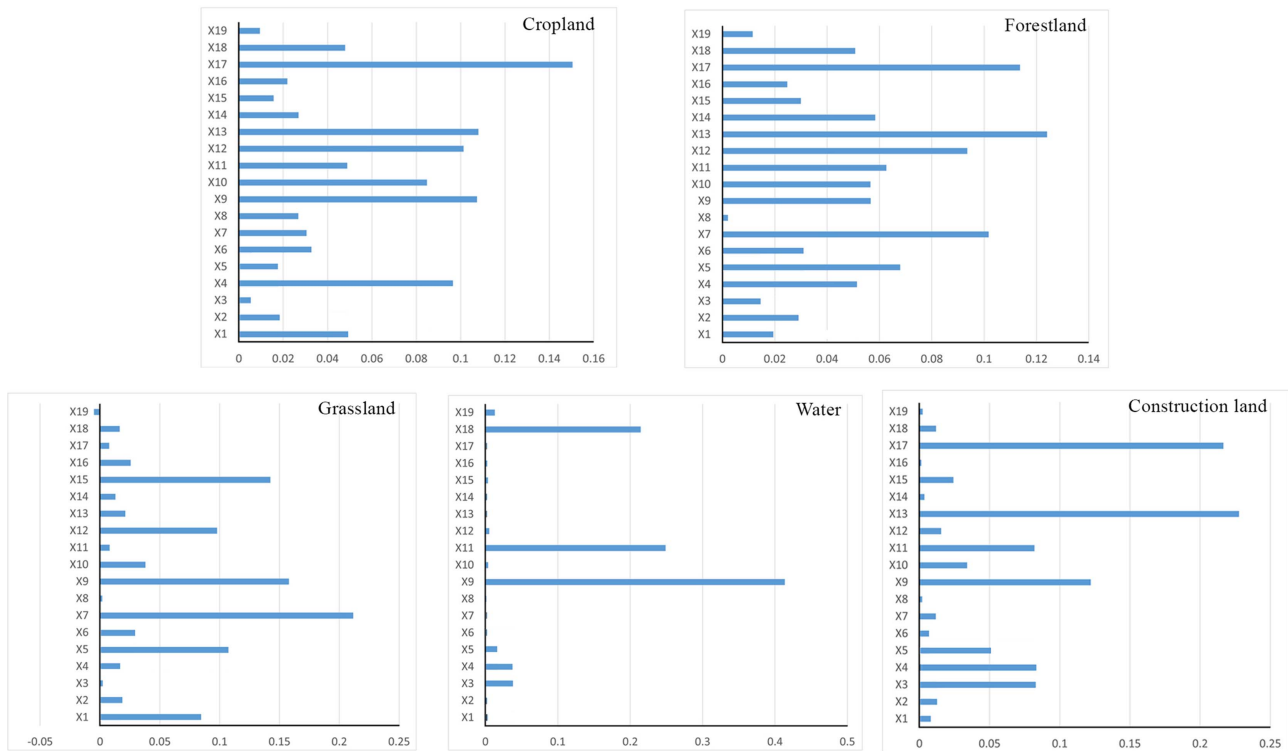 Cropland
X19
X18
X17
X16
X15
X14
X13
X12
X11
X10
X9
X8
X7
X6
X5
X4
X3
X2
X1
0 0.02 0.04 0.06 0.08 0.1 0.12 0.14 0.16
Forestland
X19
X18
X17
X16
X15
X14
X13
X12
X11
X10
X9
X8
X7
X6
X5
X4
X3
X2
X1
0 0.02 0.04 0.06 0.08 0.1 0.12 0.14
Grassland
X19
X18
X17
X16
X15
X14
X13
X12
X11
X10
X9
X8
X7
X6
X5
X4
X3
X2
X1
-0.05 0 0.05 0.1 0.15 0.2 0.25
Water
X19
X18
X17
X16
X15
X14
X13
X12
X11
X10
X9
X8
X7
X6
X5
X4
X3
X2
X1
0 0.1 0.2 0.3 0.4 0.5
Construction land
X19
X18
X17
X16
X15
X14
X13
X12
X11
X10
X9
X8
X7
X6
X5
X4
X3
X2
X1
0 0.05 0.1 0.15 0.2 0.25